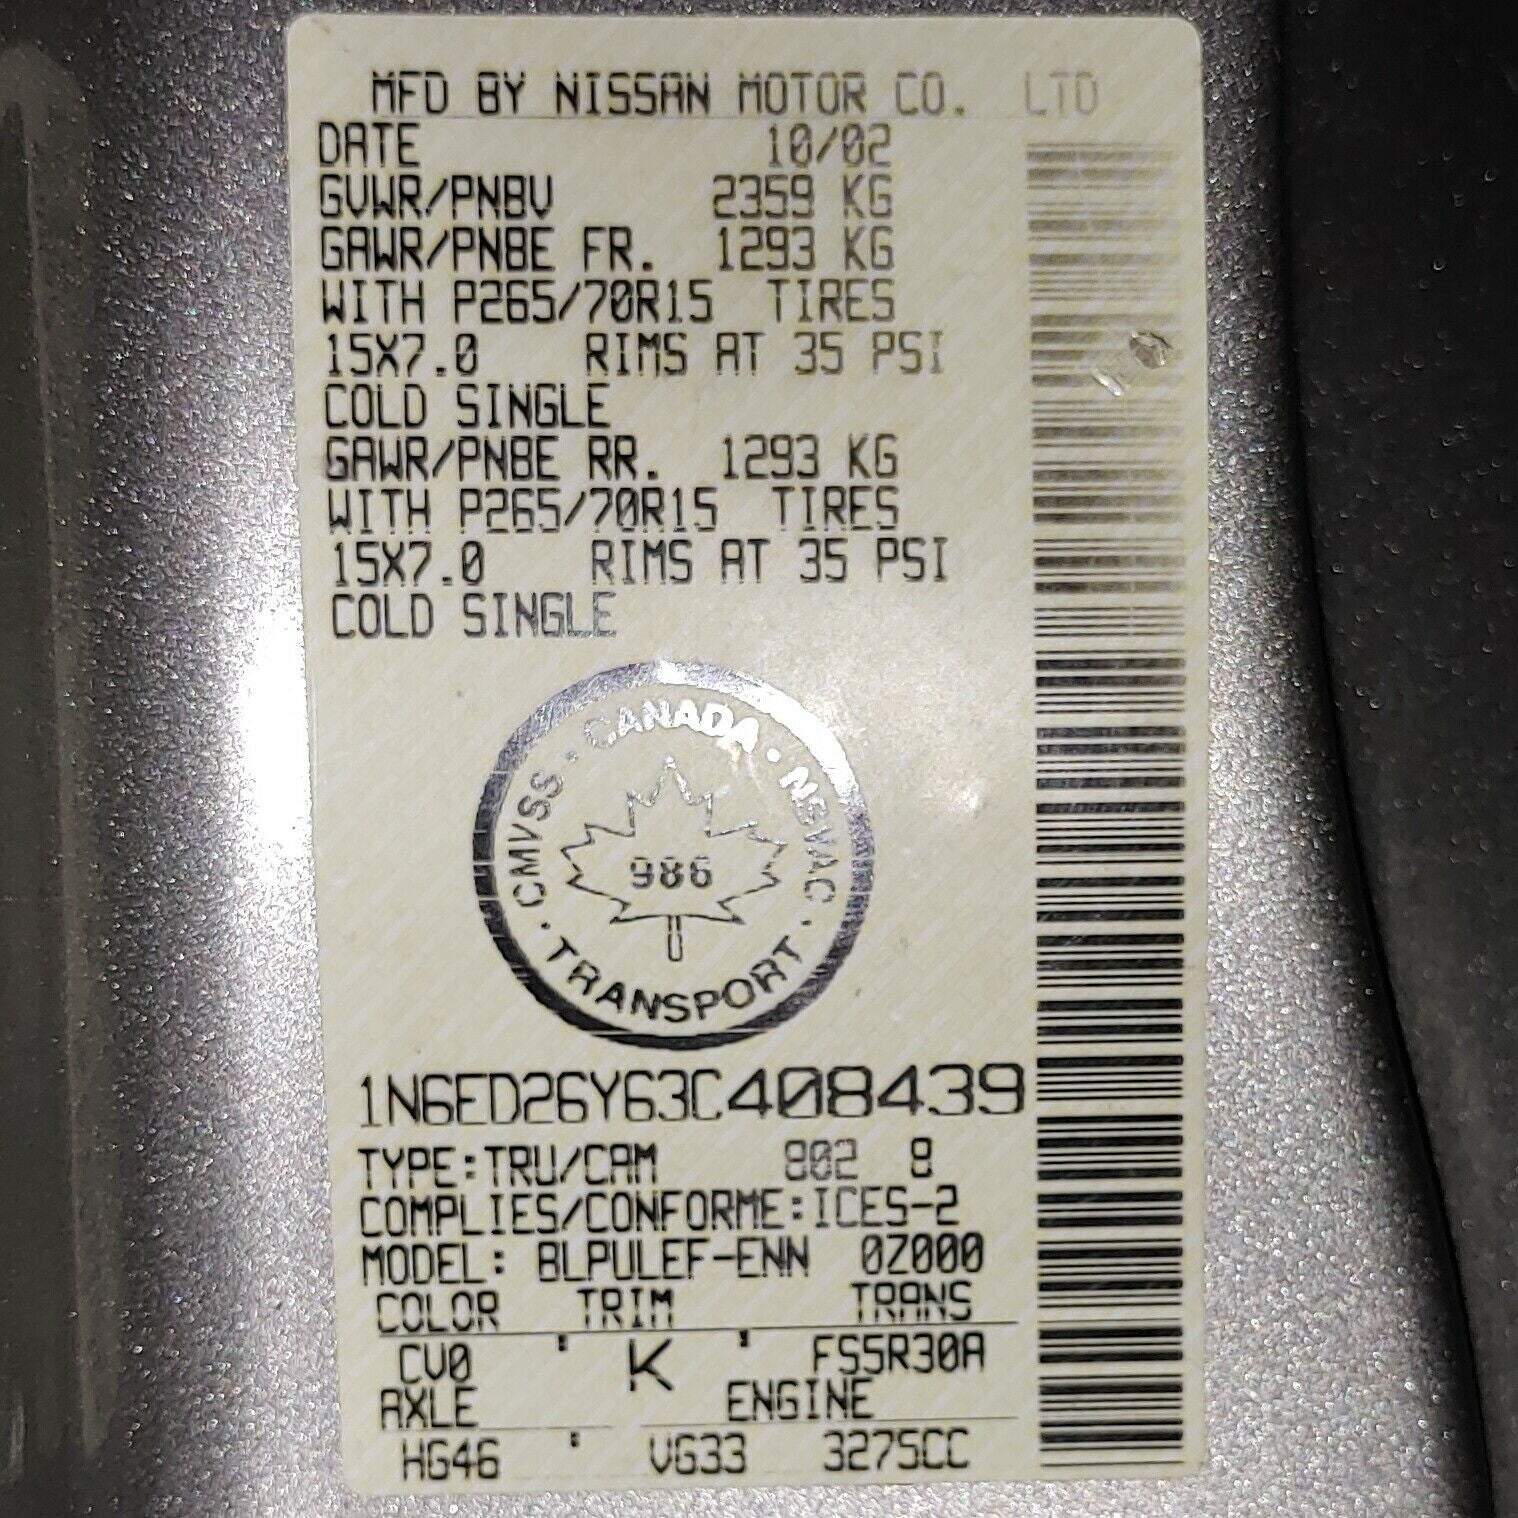 MFD BY NISSAN MOTOR CO. LTD
DATE 10/02
GVWR/PNBV 2359 KG
GAWR/PNBE FR. 1293 KG
WITH P265/70R15 TIRES
15X7.0 RIMS AT 35 PSI
COLD SINGLE
GAWR/PNBE RR. 1293 KG
WITH P265/70R15 TIRES
15X7.0 RIMS AT 35 PSI
COLD SINGLE
CMVSS · CANADA · NSVAC · TRANSPORT ·
986
1N6ED26Y63C408439
TYPE:TRU/CAM 802 8
COMPLIES/CONFORME:ICES-2
MODEL: BLPULEF-ENN 0Z000
COLOR TRIM TRANS
CV0 K FS5R30A
AXLE ENGINE
HG46 VG33 3275CC